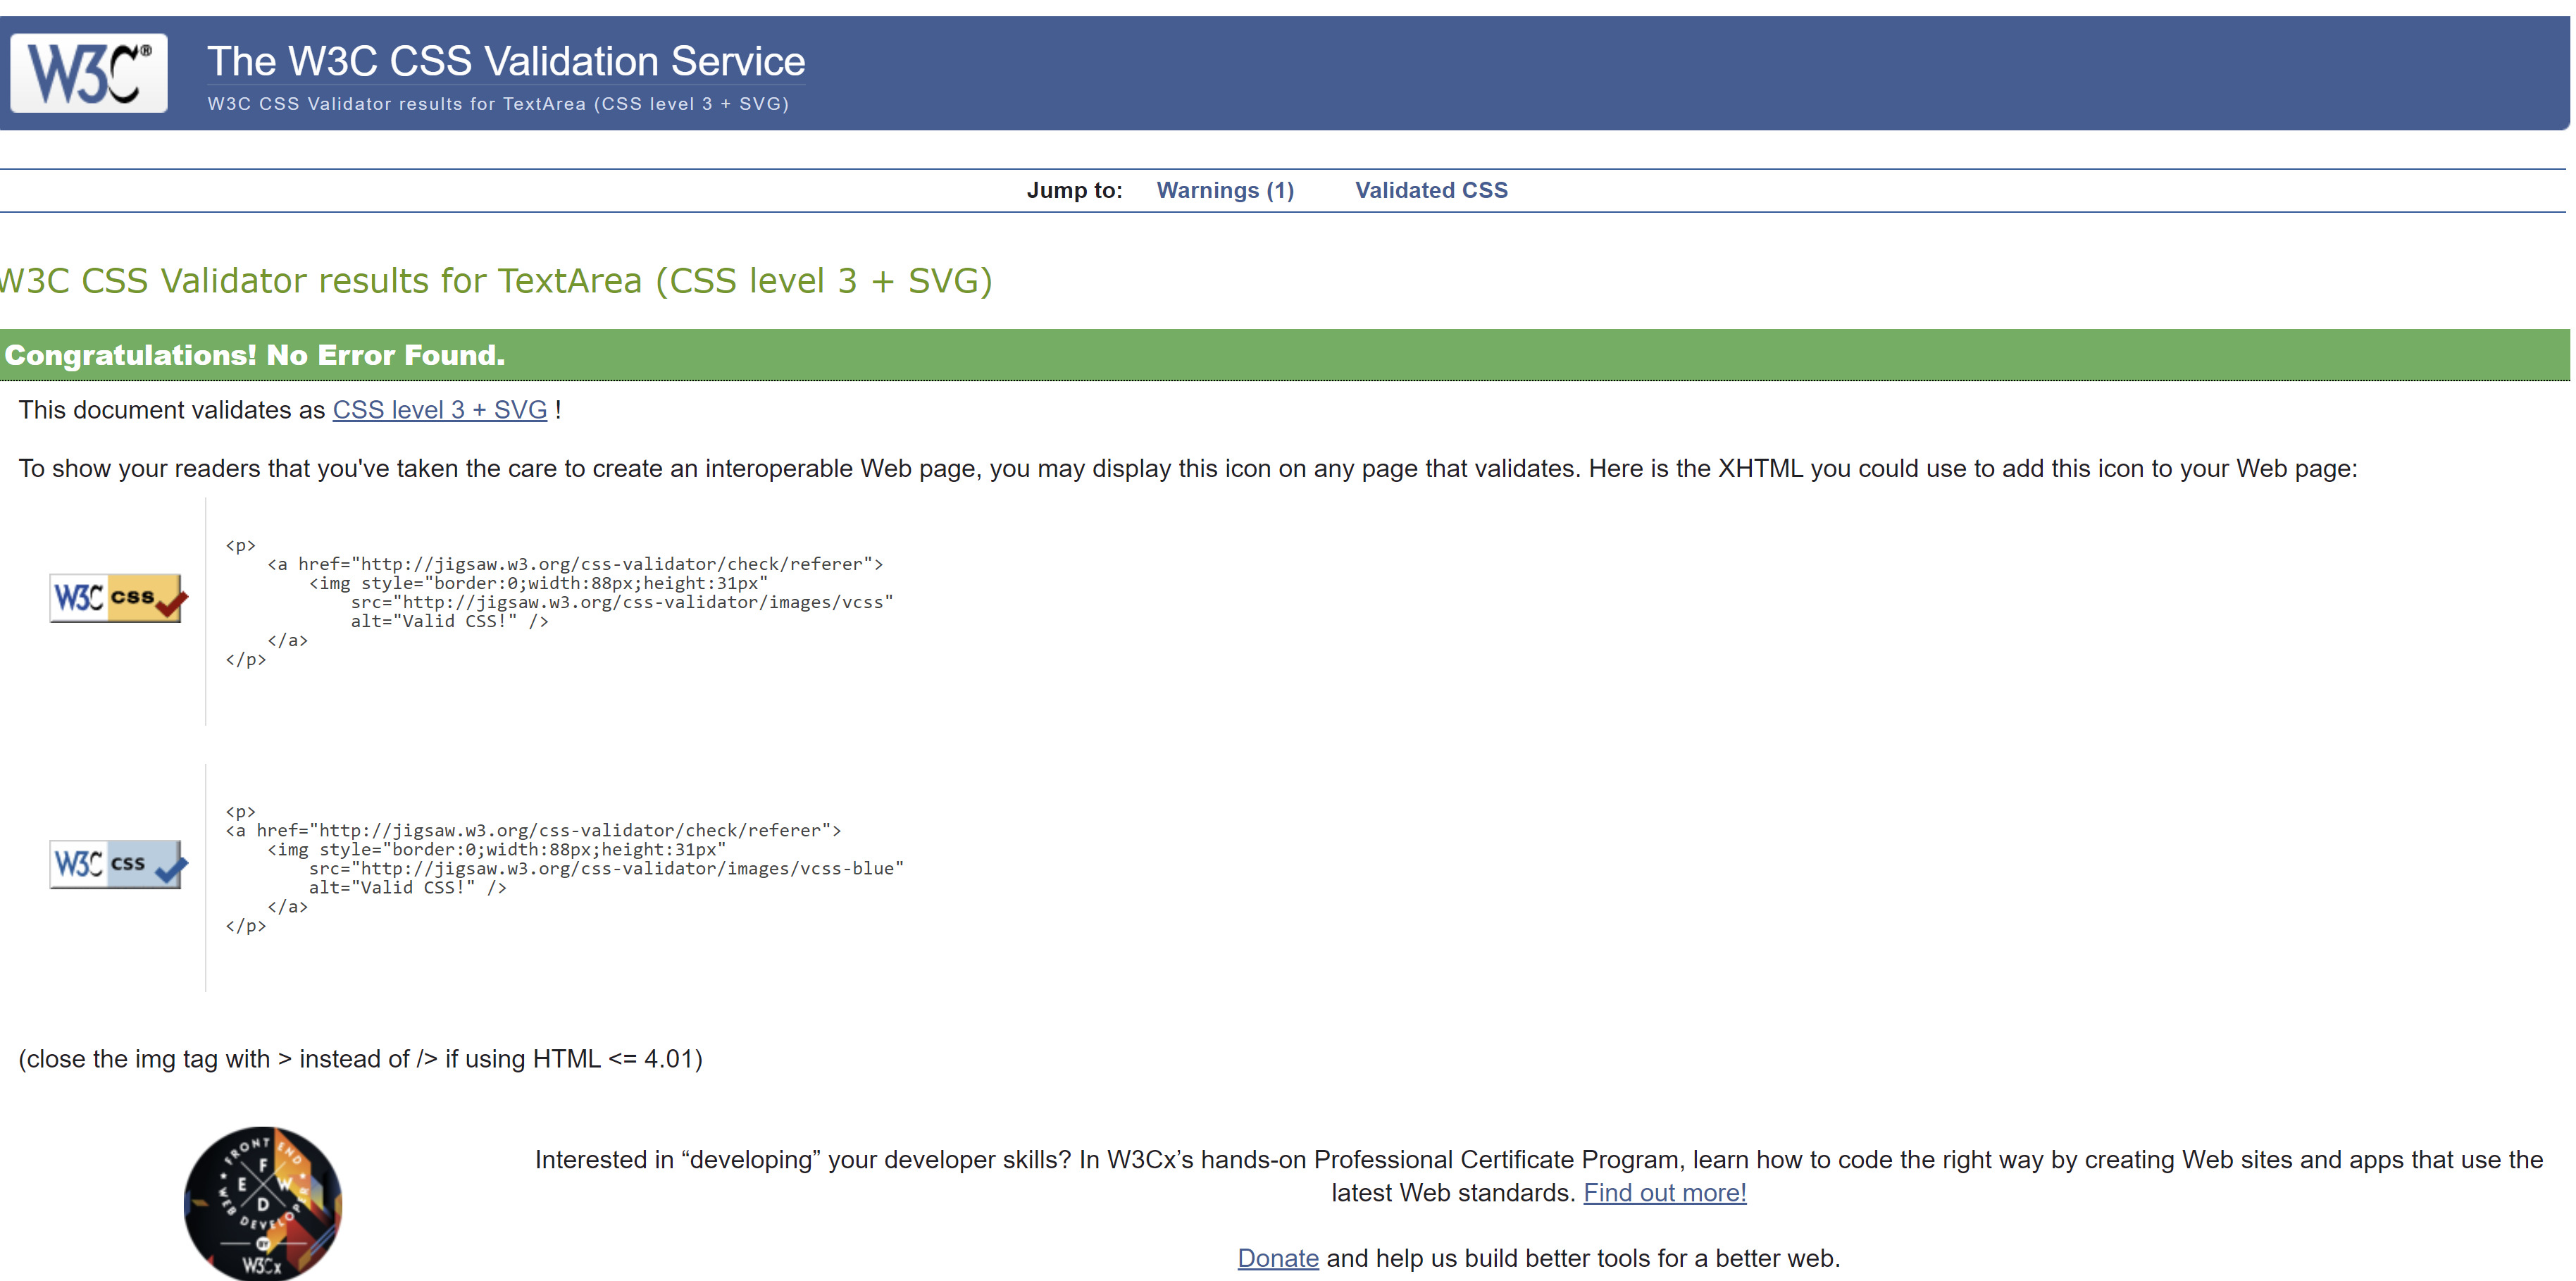 W3C®
The W3C CSS Validation Service
W3C CSS Validator results for TextArea (CSS level 3 + SVG)
Jump to: Warnings (1) Validated CSS
W3C CSS Validator results for TextArea (CSS level 3 + SVG)
Congratulations! No Error Found.
This document validates as CSS level 3 + SVG !
To show your readers that you've taken the care to create an interoperable Web page, you may display this icon on any page that validates. Here is the XHTML you could use to add this icon to your Web page:
W3C css
<p>
    <a href="http://jigsaw.w3.org/css-validator/check/referer">
        <img style="border:0;width:88px;height:31px"
            src="http://jigsaw.w3.org/css-validator/images/vcss"
            alt="Valid CSS!" />
    </a>
</p>
W3C css
<p>
<a href="http://jigsaw.w3.org/css-validator/check/referer">
    <img style="border:0;width:88px;height:31px"
        src="http://jigsaw.w3.org/css-validator/images/vcss-blue"
        alt="Valid CSS!" />
    </a>
</p>
(close the img tag with > instead of /> if using HTML <= 4.01)
FRONT END
F
E W
D
WEB DEVELOPER
BY
W3Cx
Interested in “developing” your developer skills? In W3Cx’s hands-on Professional Certificate Program, learn how to code the right way by creating Web sites and apps that use the
latest Web standards. Find out more!
Donate and help us build better tools for a better web.